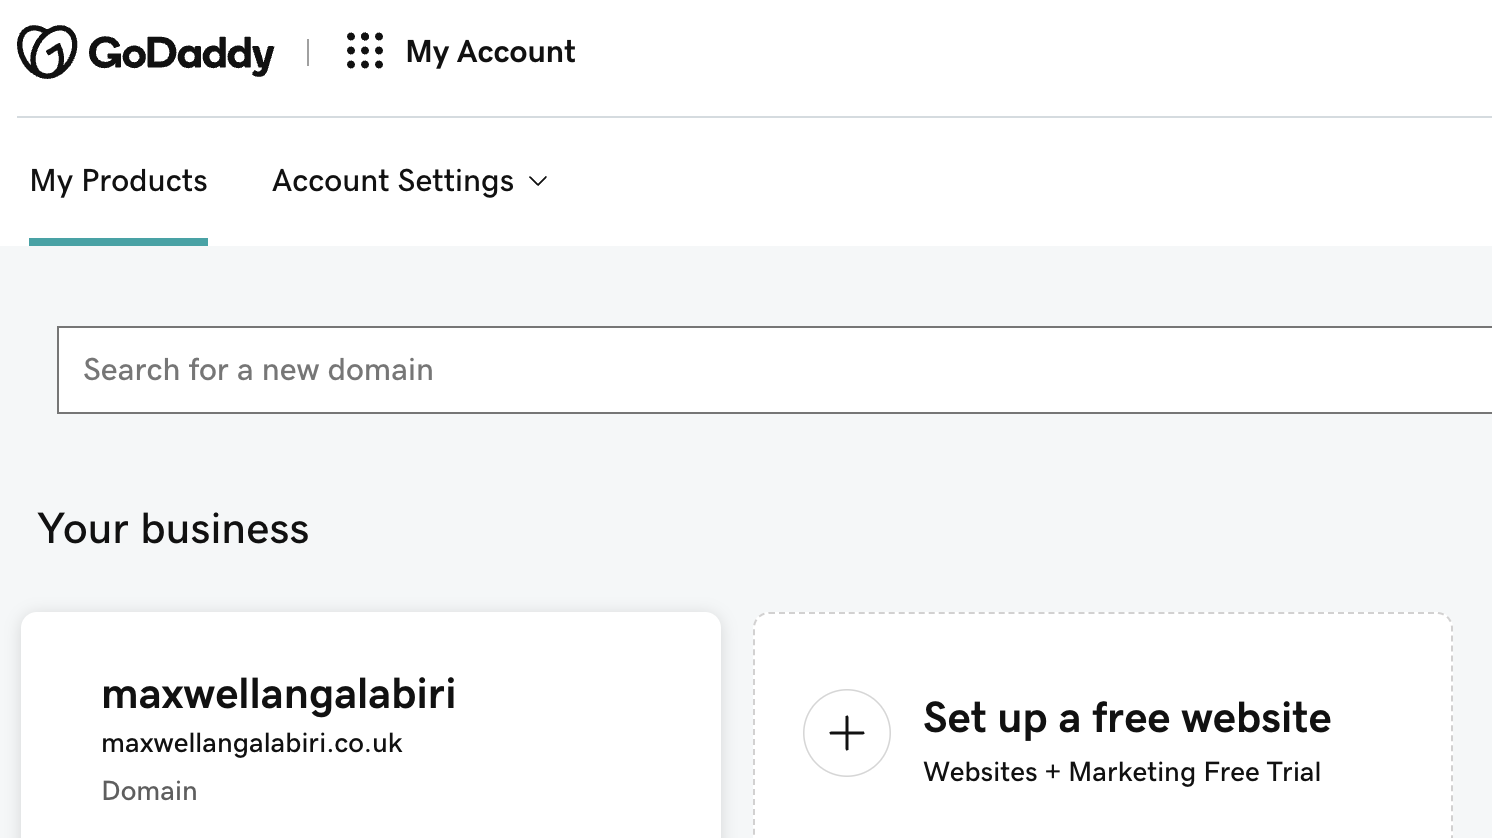 GoDaddy My Account
My Products Account Settings
Search for a new domain
Your business
maxwellangalabiri
maxwellangalabiri.co.uk
Domain
Set up a free website
Websites + Marketing Free Trial